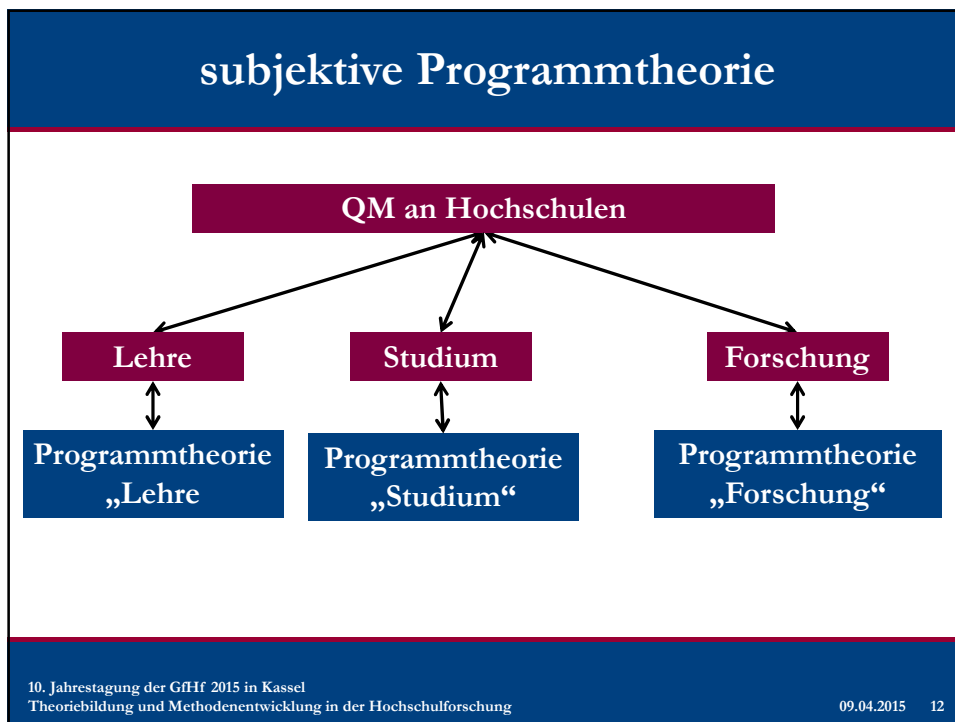 subjektive Programmtheorie
QM an Hochschulen
Lehre
Studium
Forschung
Programmtheorie
„Lehre
Programmtheorie
„Studium“
Programmtheorie
„Forschung“
10. Jahrestagung der GfHf 2015 in Kassel
Theoriebildung und Methodenentwicklung in der Hochschulforschung
09.04.2015 12